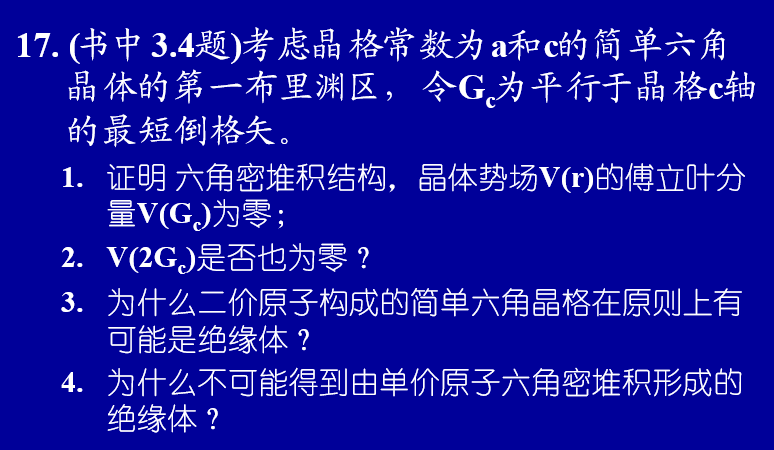 17. (书中 3.4题)考虑晶格常数为a和c的简单六角
晶体的第一布里渊区， 令Gc为平行于晶格c轴
的最短倒格矢。
1. 证明 六角密堆积结构，晶体势场V(r)的傅立叶分
量V(Gc)为零；
2. V(2Gc)是否也为零？
3. 为什么二价原子构成的简单六角晶格在原则上有
可能是绝缘体？
4. 为什么不可能得到由单价原子六角密堆积形成的
绝缘体？